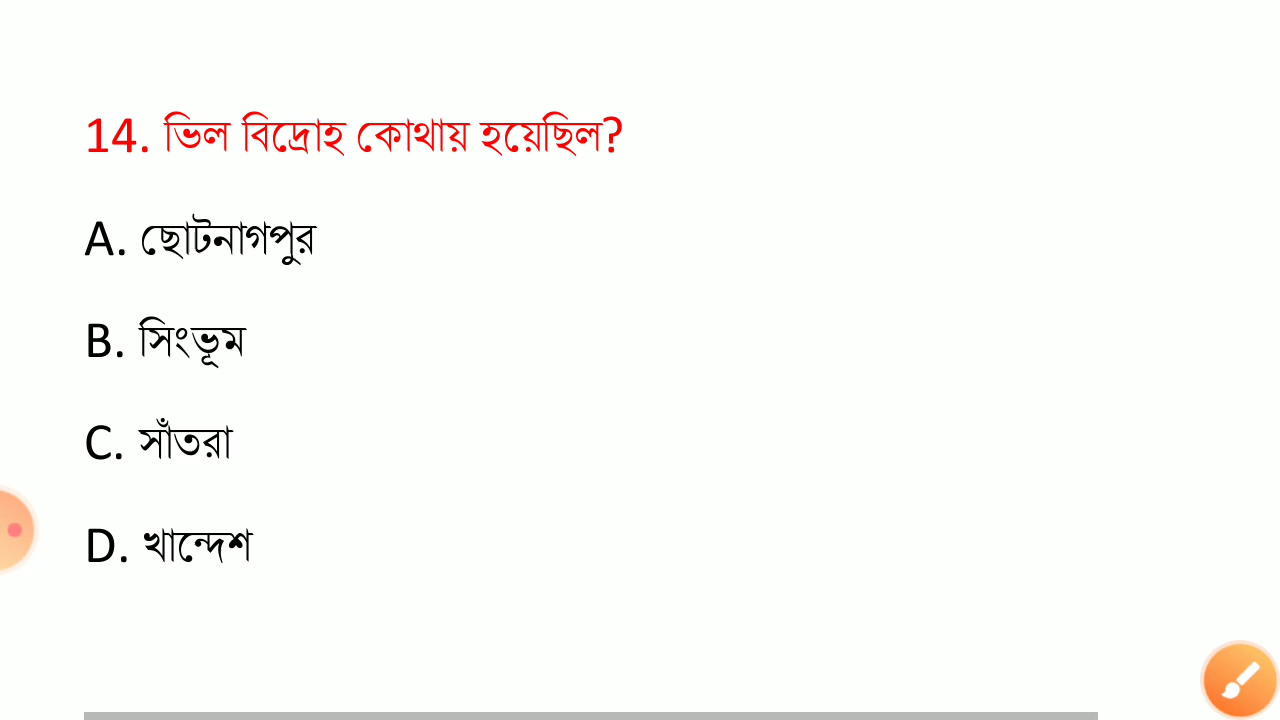 14. ভিল বিদ্রোহ কোথায় হয়েছিল?
A. ছোটনাগপুর
B. সিংভূম
C. সাঁতরা
D. খান্দেশ